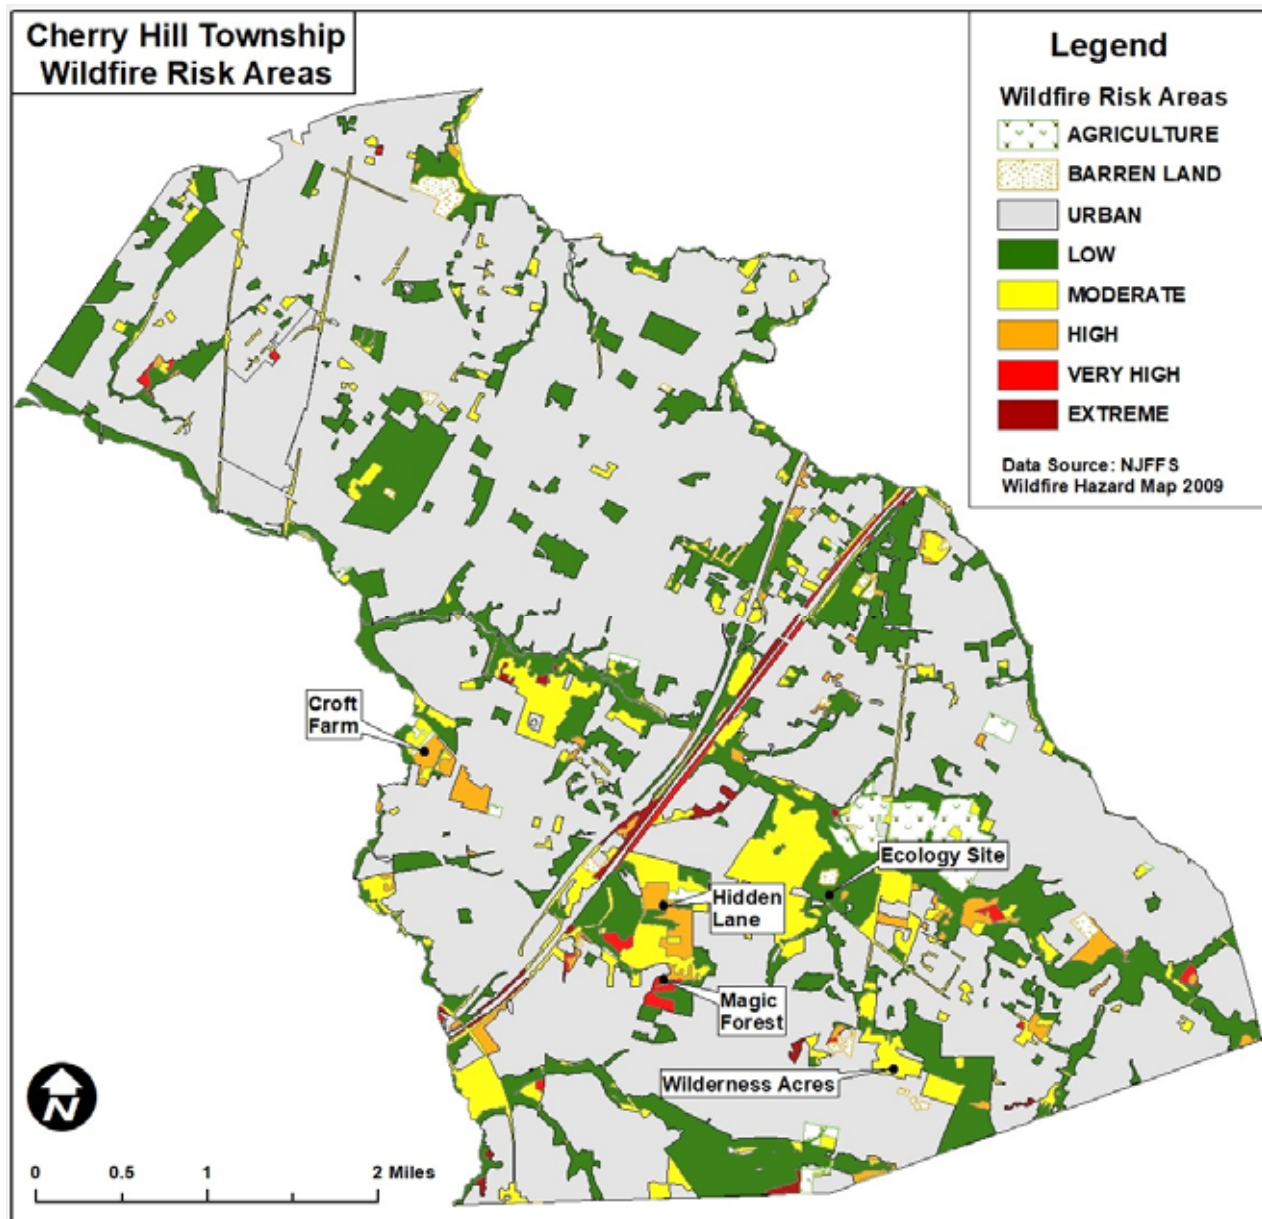 Cherry Hill Township
Wildfire Risk Areas
Legend
Wildfire Risk Areas
AGRICULTURE
BARREN LAND
URBAN
LOW
MODERATE
HIGH
VERY HIGH
EXTREME
Data Source: NJFFS
Wildfire Hazard Map 2009
Croft
Farm
Ecology Site
Hidden
Lane
Magic
Forest
Wilderness Acres
N
0 0.5 1 2 Miles